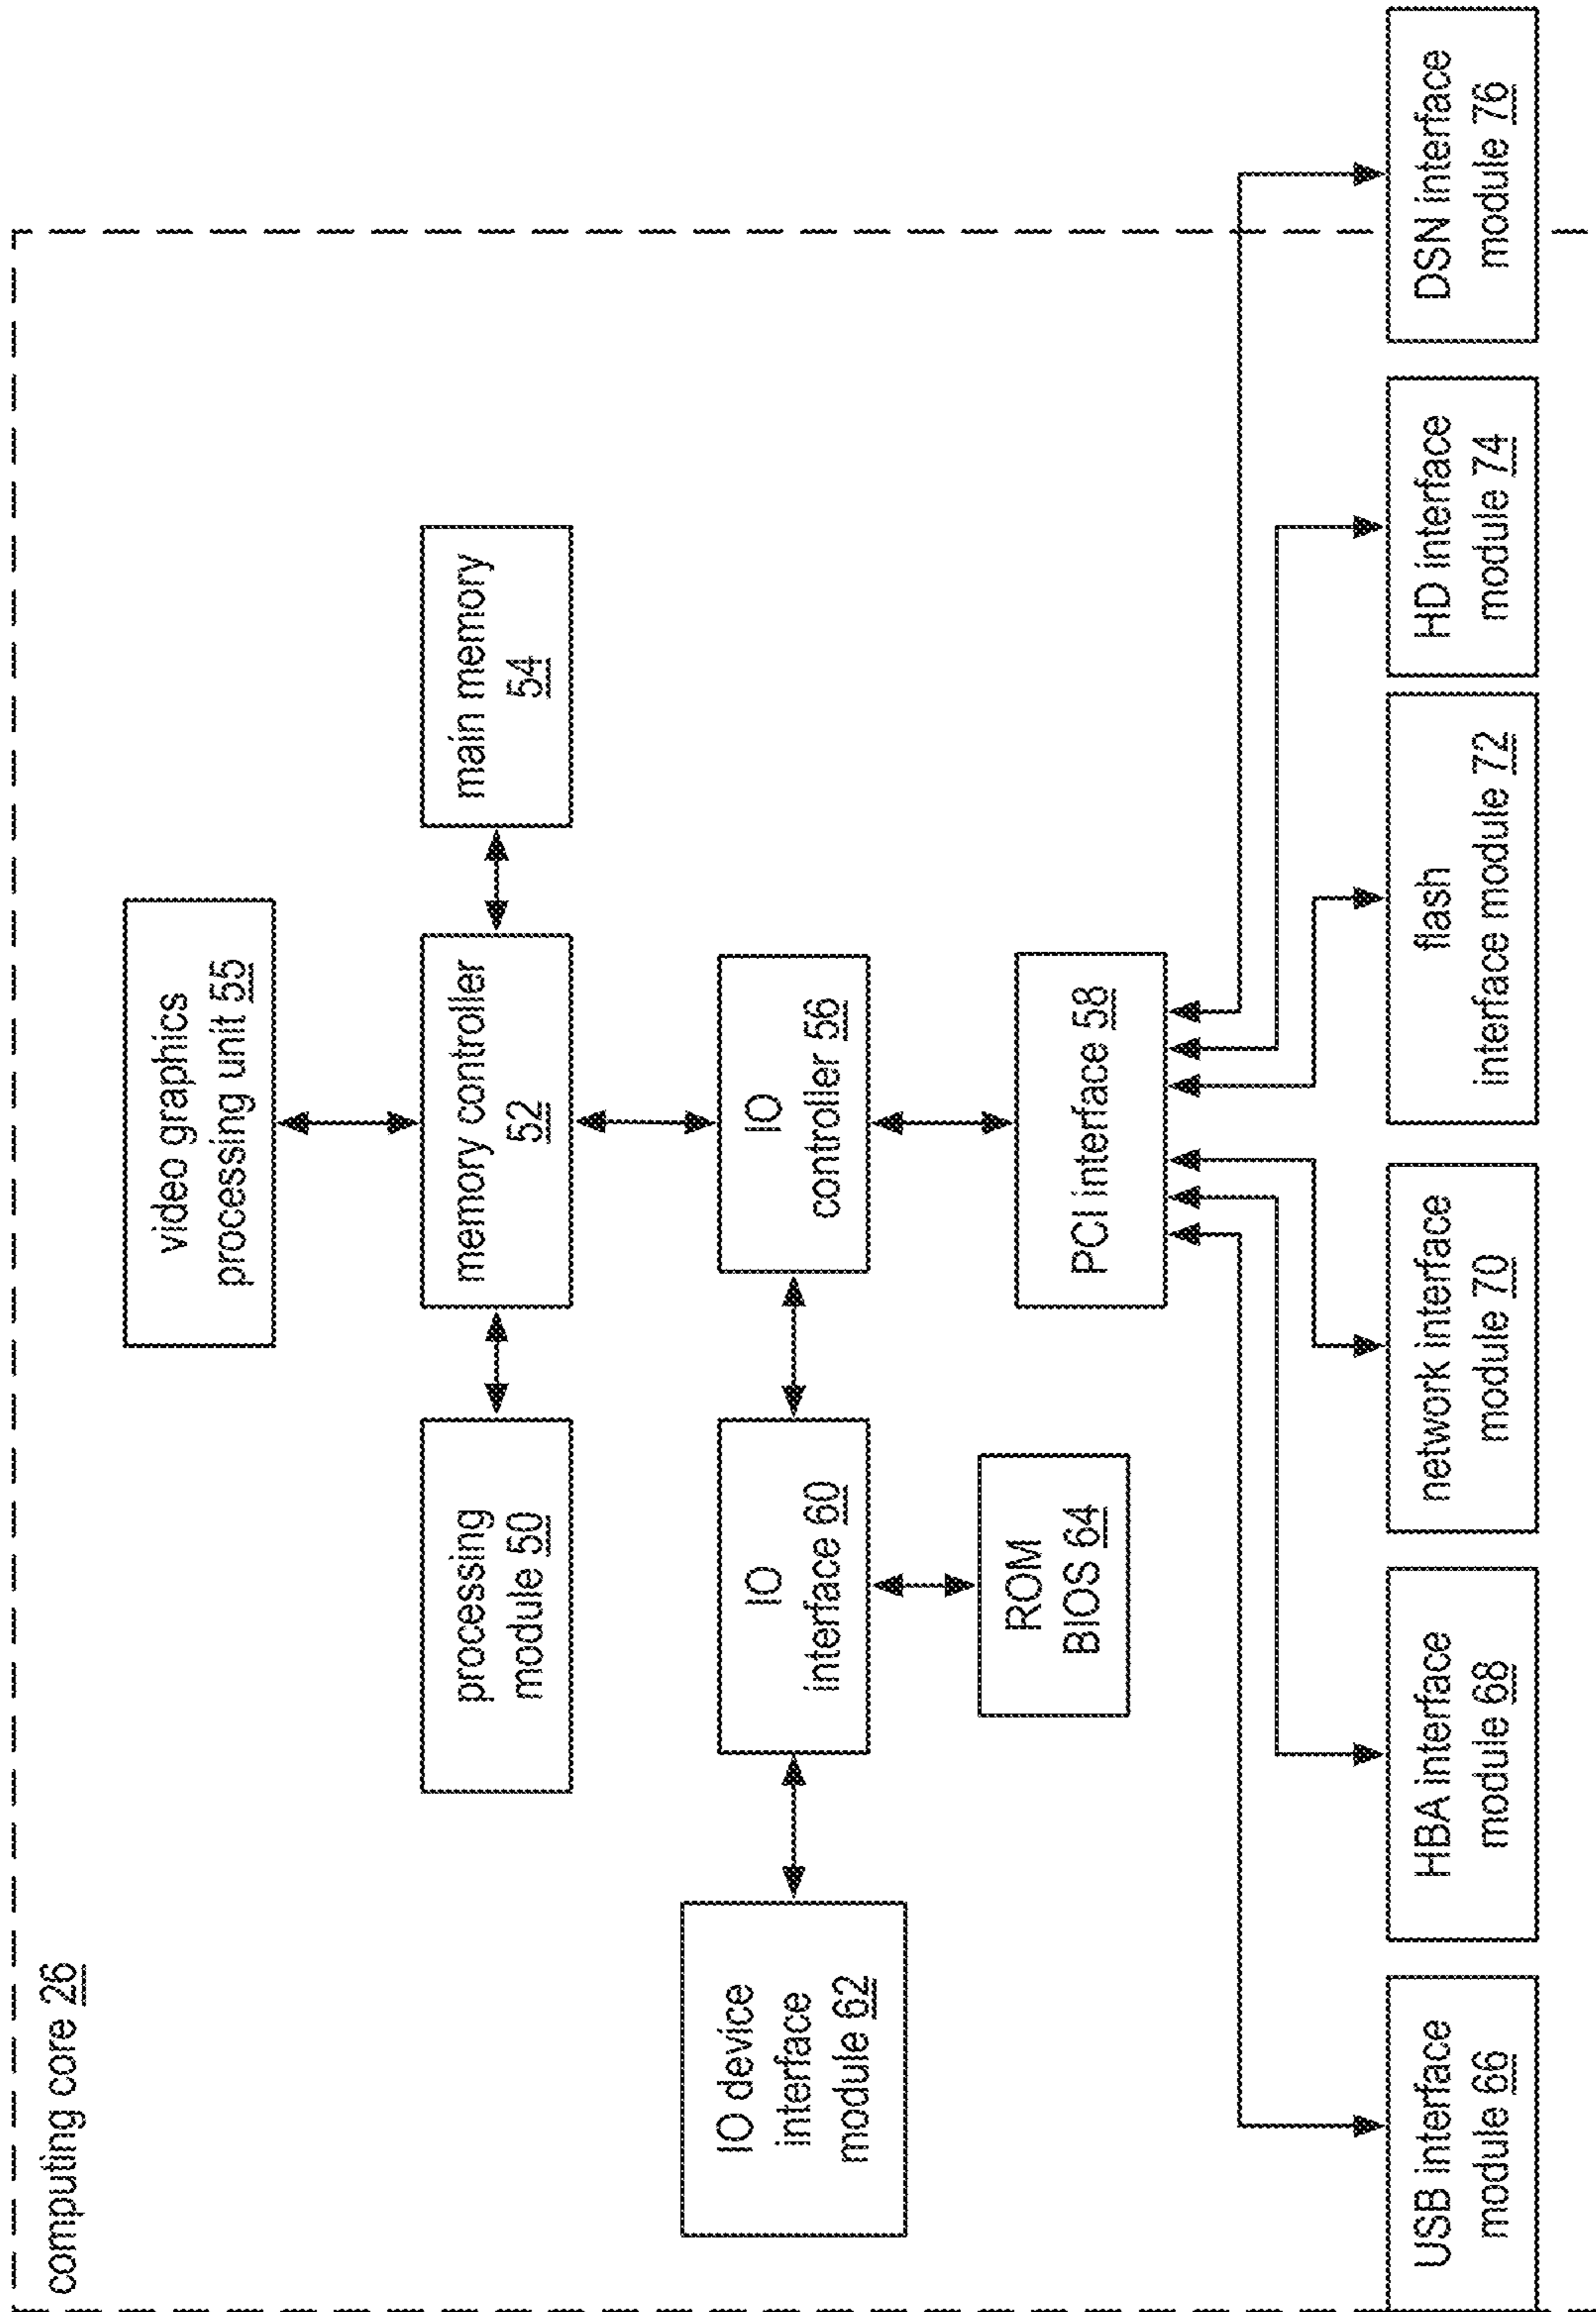 computing core 26
video graphics
processing unit 55
processing
module 50
memory controller
52
main memory
54
IO device
interface
module 62
IO
interface 60
IO
controller 56
ROM
BIOS 64
PCI interface 58
USB interface
module 66
HBA interface
module 68
network interface
module 70
flash
interface module 72
HD interface
module 74
DSN interface
module 76